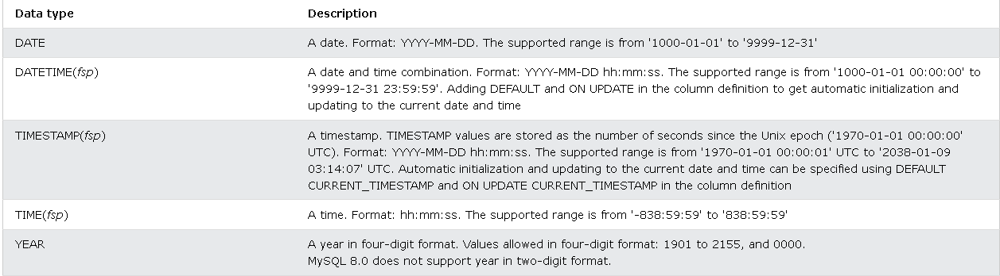 Data type Description
DATE A date. Format: YYYY-MM-DD. The supported range is from '1000-01-01' to '9999-12-31'
DATETIME(fsp) A date and time combination. Format: YYYY-MM-DD hh:mm:ss. The supported range is from '1000-01-01 00:00:00' to
'9999-12-31 23:59:59'. Adding DEFAULT and ON UPDATE in the column definition to get automatic initialization and
updating to the current date and time
TIMESTAMP(fsp) A timestamp. TIMESTAMP values are stored as the number of seconds since the Unix epoch ('1970-01-01 00:00:00'
UTC). Format: YYYY-MM-DD hh:mm:ss. The supported range is from '1970-01-01 00:00:01' UTC to '2038-01-09
03:14:07' UTC. Automatic initialization and updating to the current date and time can be specified using DEFAULT
CURRENT_TIMESTAMP and ON UPDATE CURRENT_TIMESTAMP in the column definition
TIME(fsp) A time. Format: hh:mm:ss. The supported range is from '-838:59:59' to '838:59:59'
YEAR A year in four-digit format. Values allowed in four-digit format: 1901 to 2155, and 0000.
MySQL 8.0 does not support year in two-digit format.